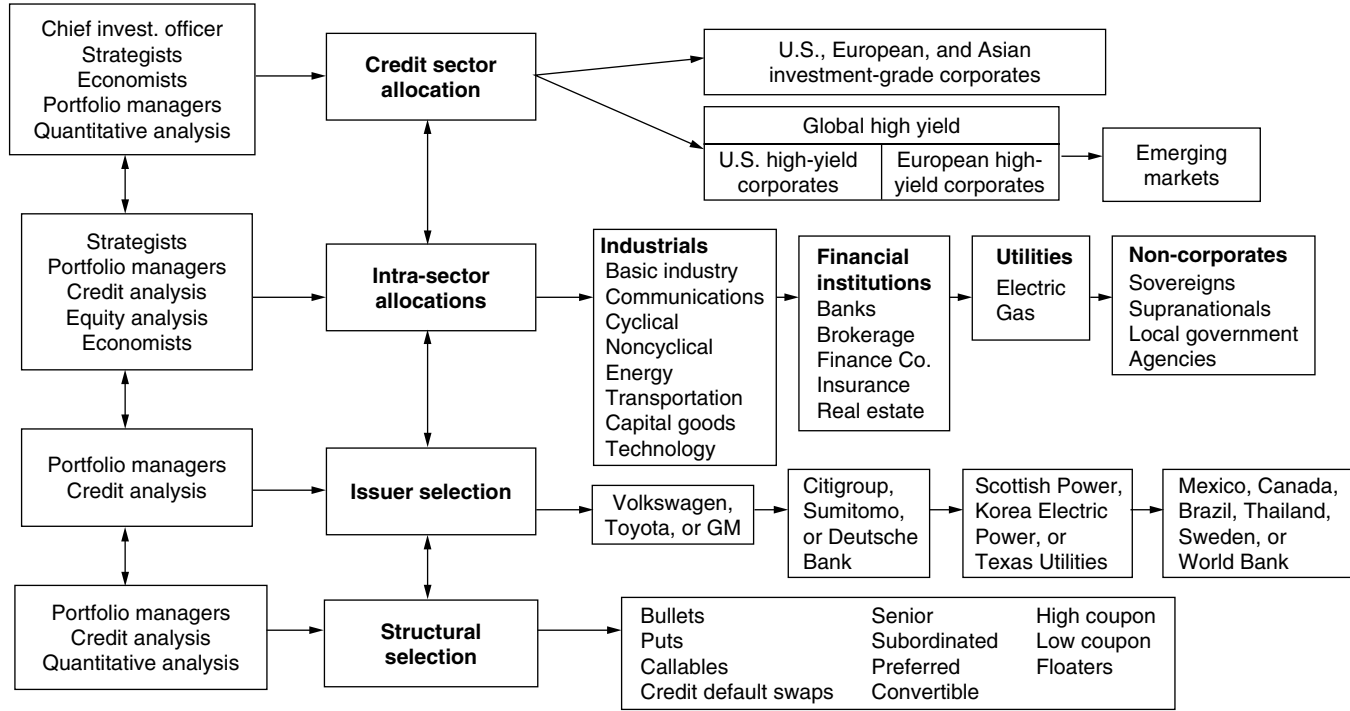 Chief invest. officer
Strategists
Economists
Portfolio managers
Quantitative analysis
Credit sector
allocation
U.S., European, and Asian
investment-grade corporates
Global high yield
U.S. high-yield
corporates
European high-
yield corporates
Emerging
markets
Strategists
Portfolio managers
Credit analysis
Equity analysis
Economists
Intra-sector
allocations
Industrials
Basic industry
Communications
Cyclical
Noncyclical
Energy
Transportation
Capital goods
Technology
Financial
institutions
Banks
Brokerage
Finance Co.
Insurance
Real estate
Utilities
Electric
Gas
Non-corporates
Sovereigns
Supranationals
Local government
Agencies
Portfolio managers
Credit analysis
Issuer selection
Volkswagen,
Toyota, or GM
Citigroup,
Sumitomo,
or Deutsche
Bank
Scottish Power,
Korea Electric
Power, or
Texas Utilities
Mexico, Canada,
Brazil, Thailand,
Sweden, or
World Bank
Portfolio managers
Credit analysis
Quantitative analysis
Structural
selection
Bullets
Puts
Callables
Credit default swaps
Senior
Subordinated
Preferred
Convertible
High coupon
Low coupon
Floaters